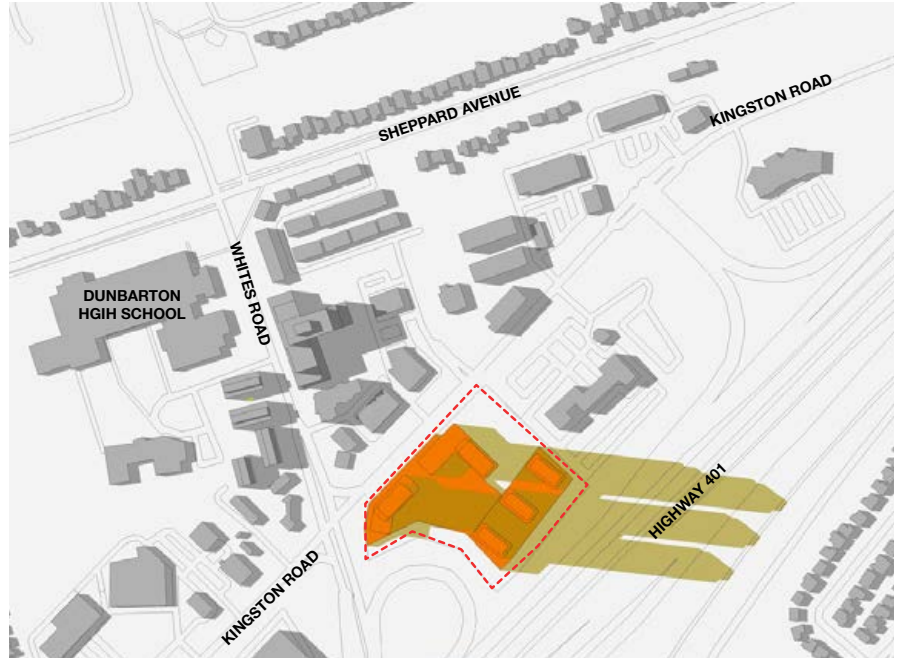 SHEPPARD AVENUE
KINGSTON ROAD
WHITES ROAD
DUNBARTON
HGIH SCHOOL
HIGHWAY 401
KINGSTON ROAD